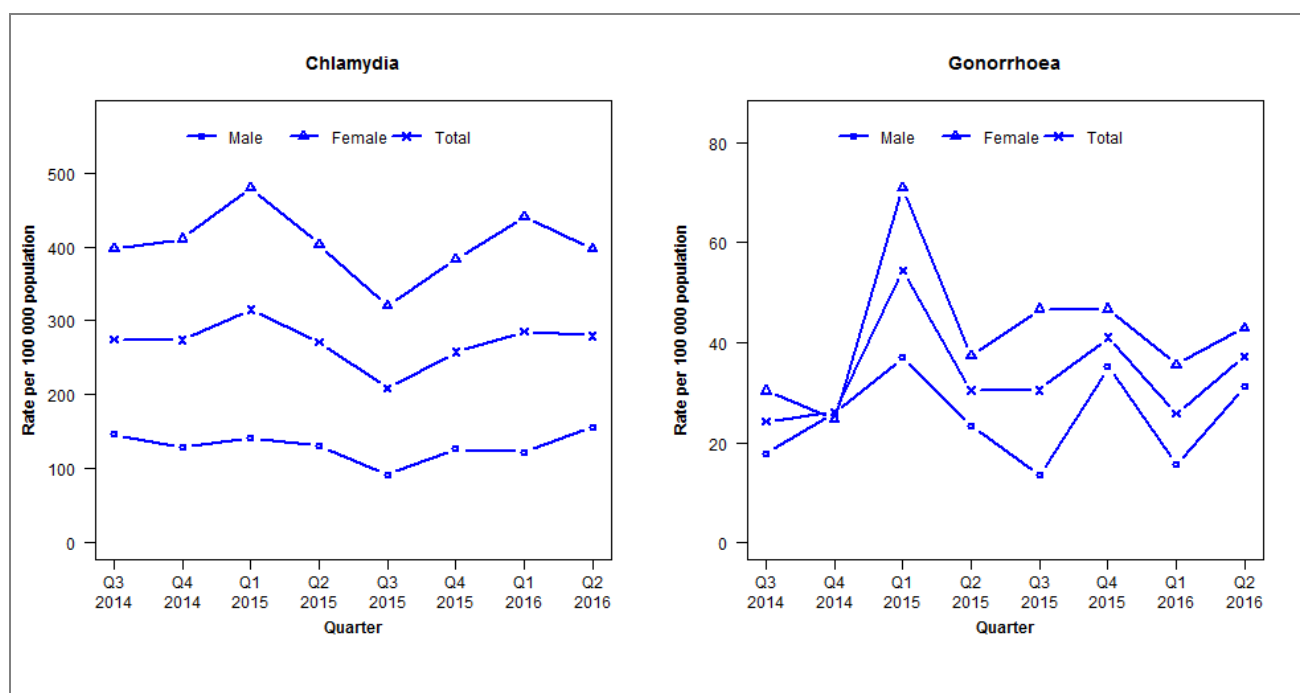 Chlamydia
Male Female Total
Rate per 100 000 population
500
400
300
200
100
0
Q3 Q4 Q1 Q2 Q3 Q4 Q1 Q2
2014 2014 2015 2015 2015 2015 2016 2016
Quarter
Gonorrhoea
Male Female Total
Rate per 100 000 population
80
60
40
20
0
Q3 Q4 Q1 Q2 Q3 Q4 Q1 Q2
2014 2014 2015 2015 2015 2015 2016 2016
Quarter